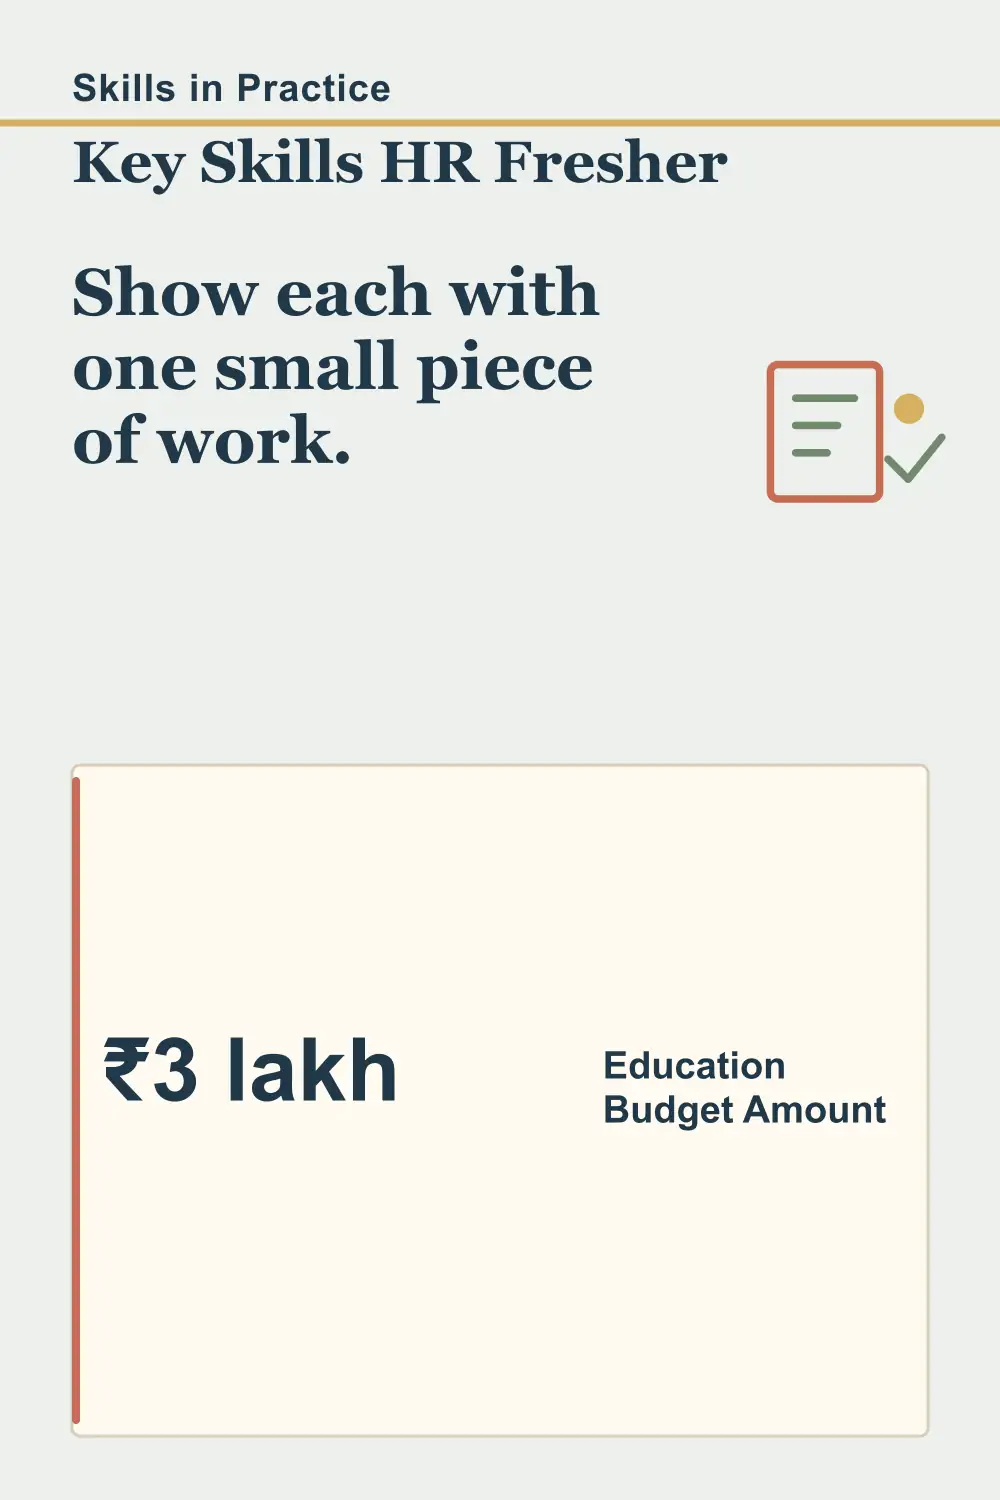 Skills in Practice
Key Skills HR Fresher
Show each with
one small piece
of work.
₹3 lakh
Education
Budget Amount